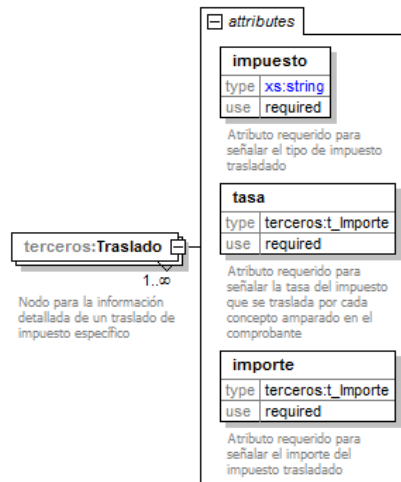 attributes
impuesto
type xs:string
use required
Atributo requerido para
señalar el tipo de impuesto
trasladado
tasa
type terceros:t_Importe
use required
Atributo requerido para
señalar la tasa del impuesto
que se traslada por cada
concepto amparado en el
comprobante
terceros:Traslado
1..∞
Nodo para la información
detallada de un traslado de
impuesto específico
importe
type terceros:t_Importe
use required
Atributo requerido para
señalar el importe del
impuesto trasladado